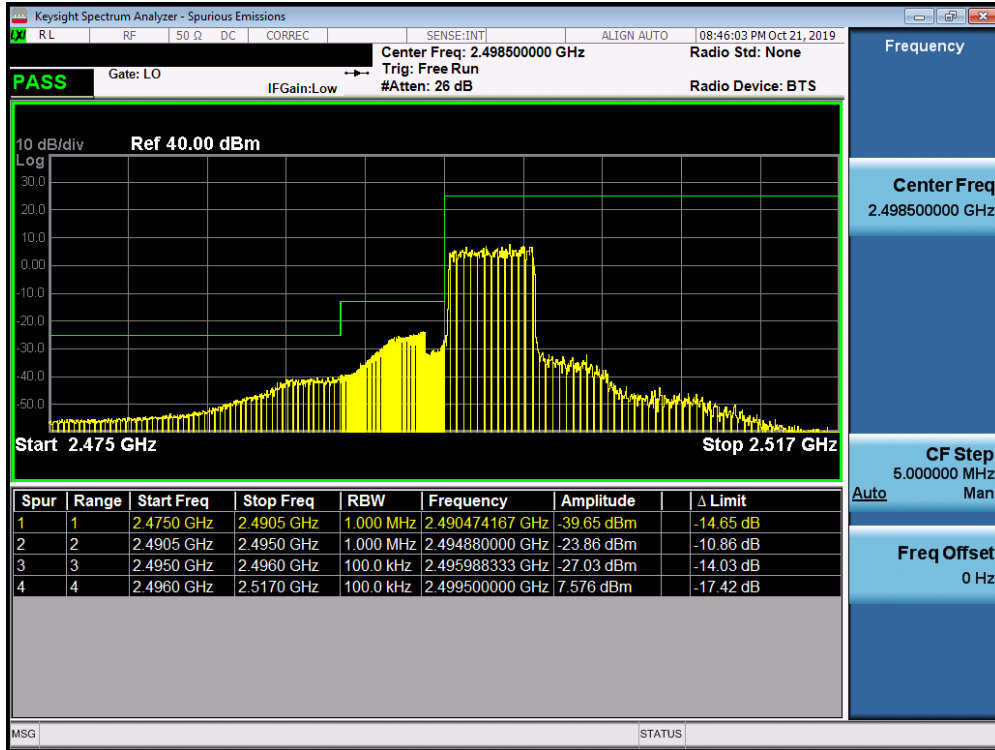 Keysight Spectrum Analyzer - Spurious Emissions
LXI RL RF 50 Ω DC CORREC SENSE:INT ALIGN AUTO 08:46:03 PM Oct 21, 2019
Center Freq: 2.498500000 GHz Radio Std: None
Trig: Free Run
PASS Gate: LO
IFGain:Low #Atten: 26 dB Radio Device: BTS
10 dB/div Ref 40.00 dBm
Log
30.0
20.0
10.0
0.00
-10.0
-20.0
-30.0
-40.0
-50.0
Start 2.475 GHz Stop 2.517 GHz
Spur Range Start Freq Stop Freq RBW Frequency Amplitude Δ Limit
1 1 2.4750 GHz 2.4905 GHz 1.000 MHz 2.490474167 GHz -39.65 dBm -14.65 dB
2 2 2.4905 GHz 2.4950 GHz 1.000 MHz 2.494880000 GHz -23.86 dBm -10.86 dB
3 3 2.4950 GHz 2.4960 GHz 100.0 kHz 2.495988333 GHz -27.03 dBm -14.03 dB
4 4 2.4960 GHz 2.5170 GHz 100.0 kHz 2.499500000 GHz 7.576 dBm -17.42 dB
MSG STATUS
Frequency
Center Freq
2.498500000 GHz
CF Step
5.000000 MHz
Auto Man
Freq Offset
0 Hz